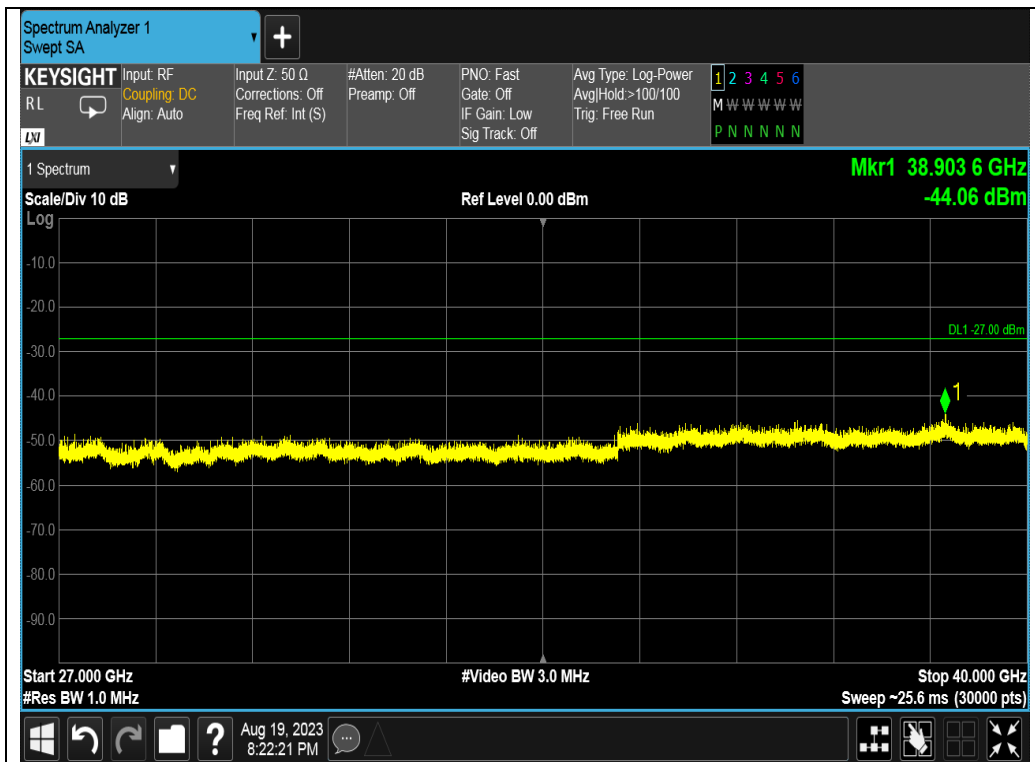 Spectrum Analyzer 1
Swept SA
+
KEYSIGHT
RL
LXI
Input: RF
Coupling: DC
Align: Auto
Input Z: 50 Ω
Corrections: Off
Freq Ref: Int (S)
#Atten: 20 dB
Preamp: Off
PNO: Fast
Gate: Off
IF Gain: Low
Sig Track: Off
Avg Type: Log-Power
Avg|Hold:>100/100
Trig: Free Run
1 2 3 4 5 6
M W W W W W
P N N N N N
1 Spectrum
Mkr1 38.903 6 GHz
-44.06 dBm
Scale/Div 10 dB
Ref Level 0.00 dBm
Log
-10.0
-20.0
DL1 -27.00 dBm
-30.0
-40.0
1
-50.0
-60.0
-70.0
-80.0
-90.0
Start 27.000 GHz
#Video BW 3.0 MHz
Stop 40.000 GHz
#Res BW 1.0 MHz
Sweep ~25.6 ms (30000 pts)
?
Aug 19, 2023
8:22:21 PM